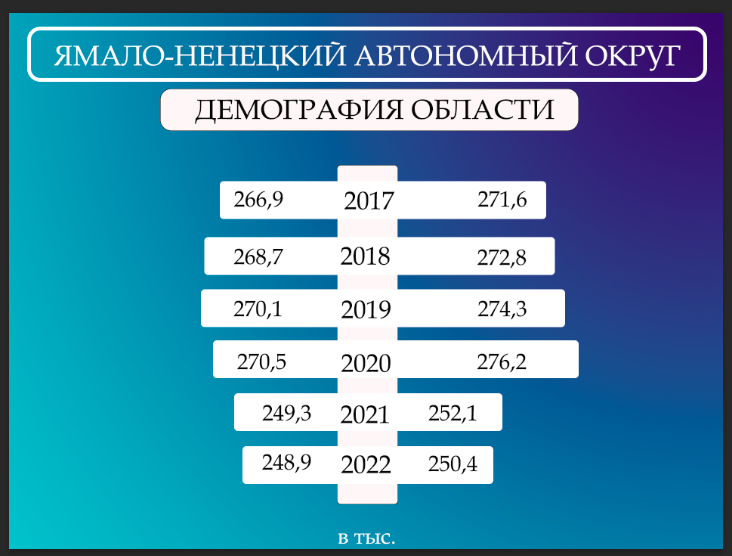 ЯМАЛО-НЕНЕЦКИЙ АВТОНОМНЫЙ ОКРУГ
ДЕМОГРАФИЯ ОБЛАСТИ
266,9 2017 271,6
268,7 2018 272,8
270,1 2019 274,3
270,5 2020 276,2
249,3 2021 252,1
248,9 2022 250,4
в тыс.